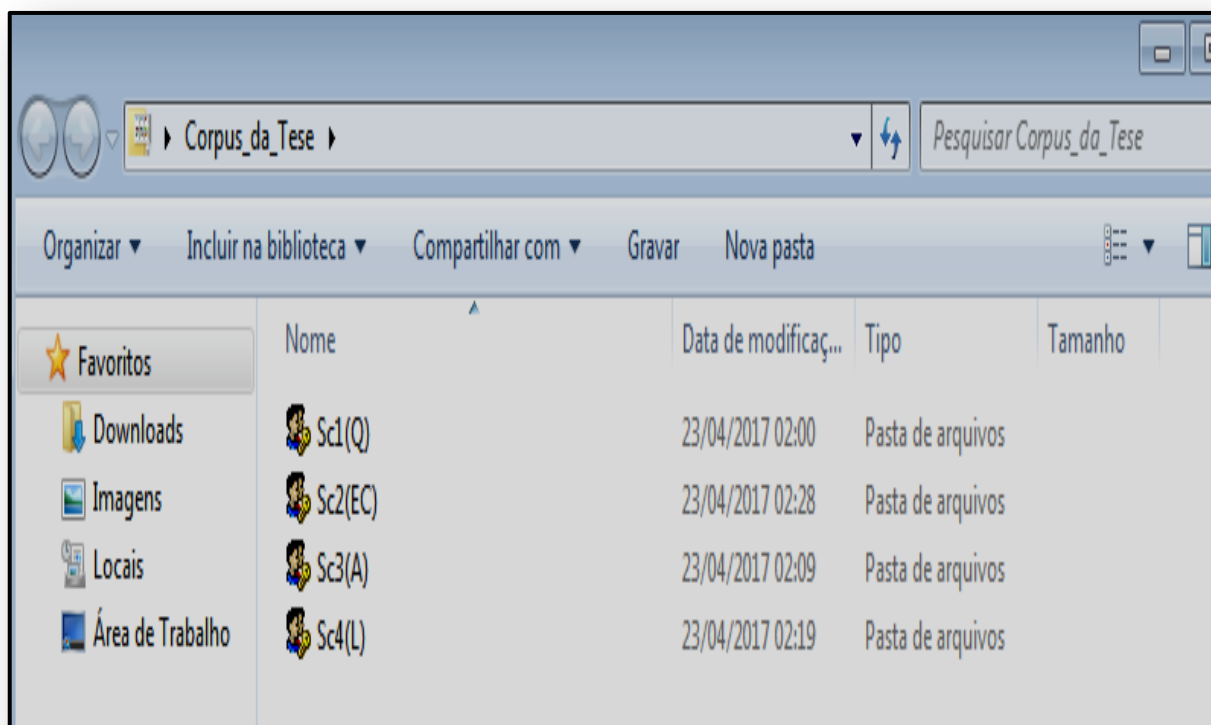 Corpus_da_Tese
Pesquisar Corpus_da_Tese
Organizar Incluir na biblioteca Compartilhar com Gravar Nova pasta
Nome Data de modificaç... Tipo Tamanho
Favoritos
Downloads Sc1(Q) 23/04/2017 02:00 Pasta de arquivos
Imagens Sc2(EC) 23/04/2017 02:28 Pasta de arquivos
Locais Sc3(A) 23/04/2017 02:09 Pasta de arquivos
Área de Trabalho Sc4(L) 23/04/2017 02:19 Pasta de arquivos